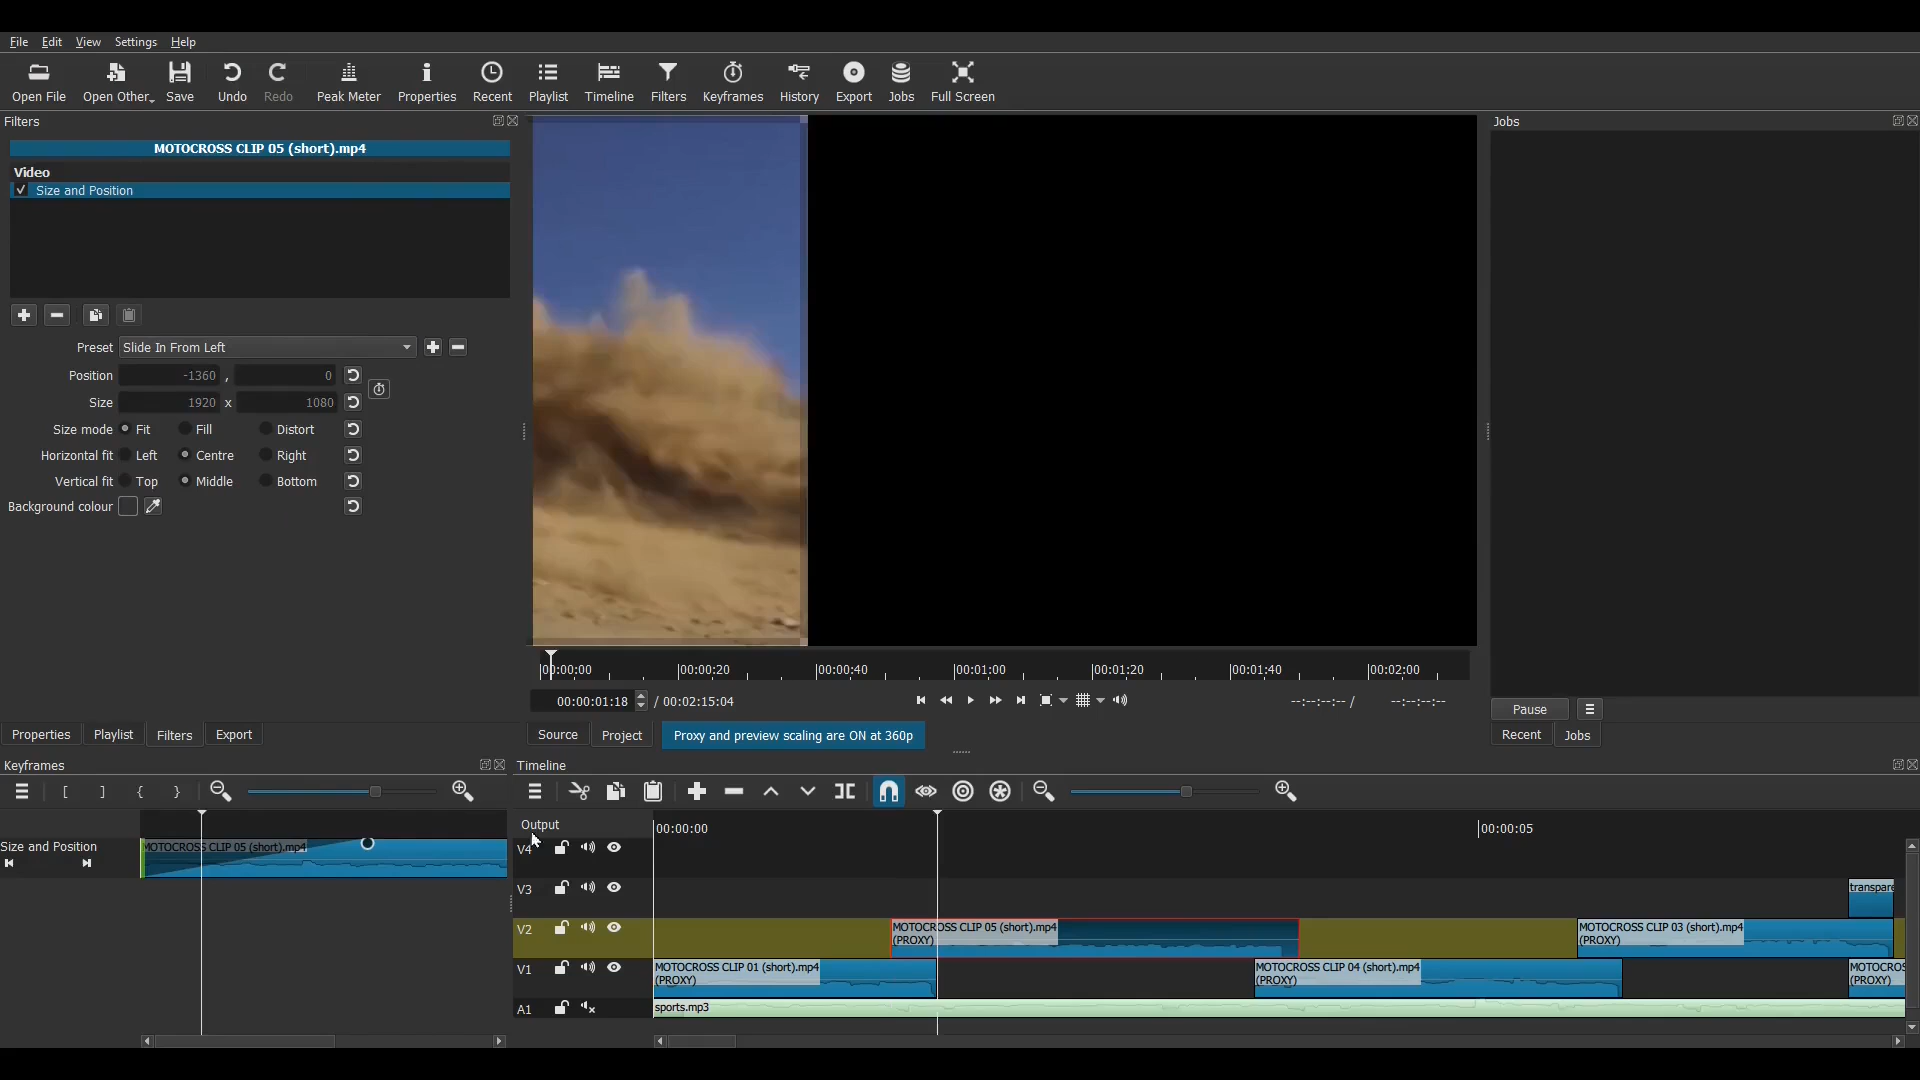 File Edit View Settings Help
Open File Open Other Save Undo Redo Peak Meter Properties Recent Playlist Timeline Filters Keyframes History Export Jobs Full Screen
Filters
MOTOCROSS CLIP 05 (short).mp4
Video
Size and Position
Preset Slide In From Left
Position -1360 , 0
Size 1920 x 1080
Size mode Fit Fill Distort
Horizontal fit Left Centre Right
Vertical fit Top Middle Bottom
Background colour
Properties Playlist Filters Export
00:00:00 00:00:20 00:00:40 00:01:00 00:01:20 00:01:40 00:02:00
00:00:01:18 / 00:02:15:04 --:--:--:-- / --:--:--:--
Source Project Proxy and preview scaling are ON at 360p
Jobs
Pause
Recent Jobs
Keyframes
[ ] { }
Size and Position
MOTOCROSS CLIP 05 (short).mp4
Timeline
Output
00:00:00 00:00:05
V4
V3
transpare
V2
MOTOCROSS CLIP 05 (short).mp4
(PROXY)
MOTOCROSS CLIP 03 (short).mp4
(PROXY)
V1
MOTOCROSS CLIP 01 (short).mp4
(PROXY)
MOTOCROSS CLIP 04 (short).mp4
(PROXY)
MOTOCROS
(PROXY)
A1
sports.mp3